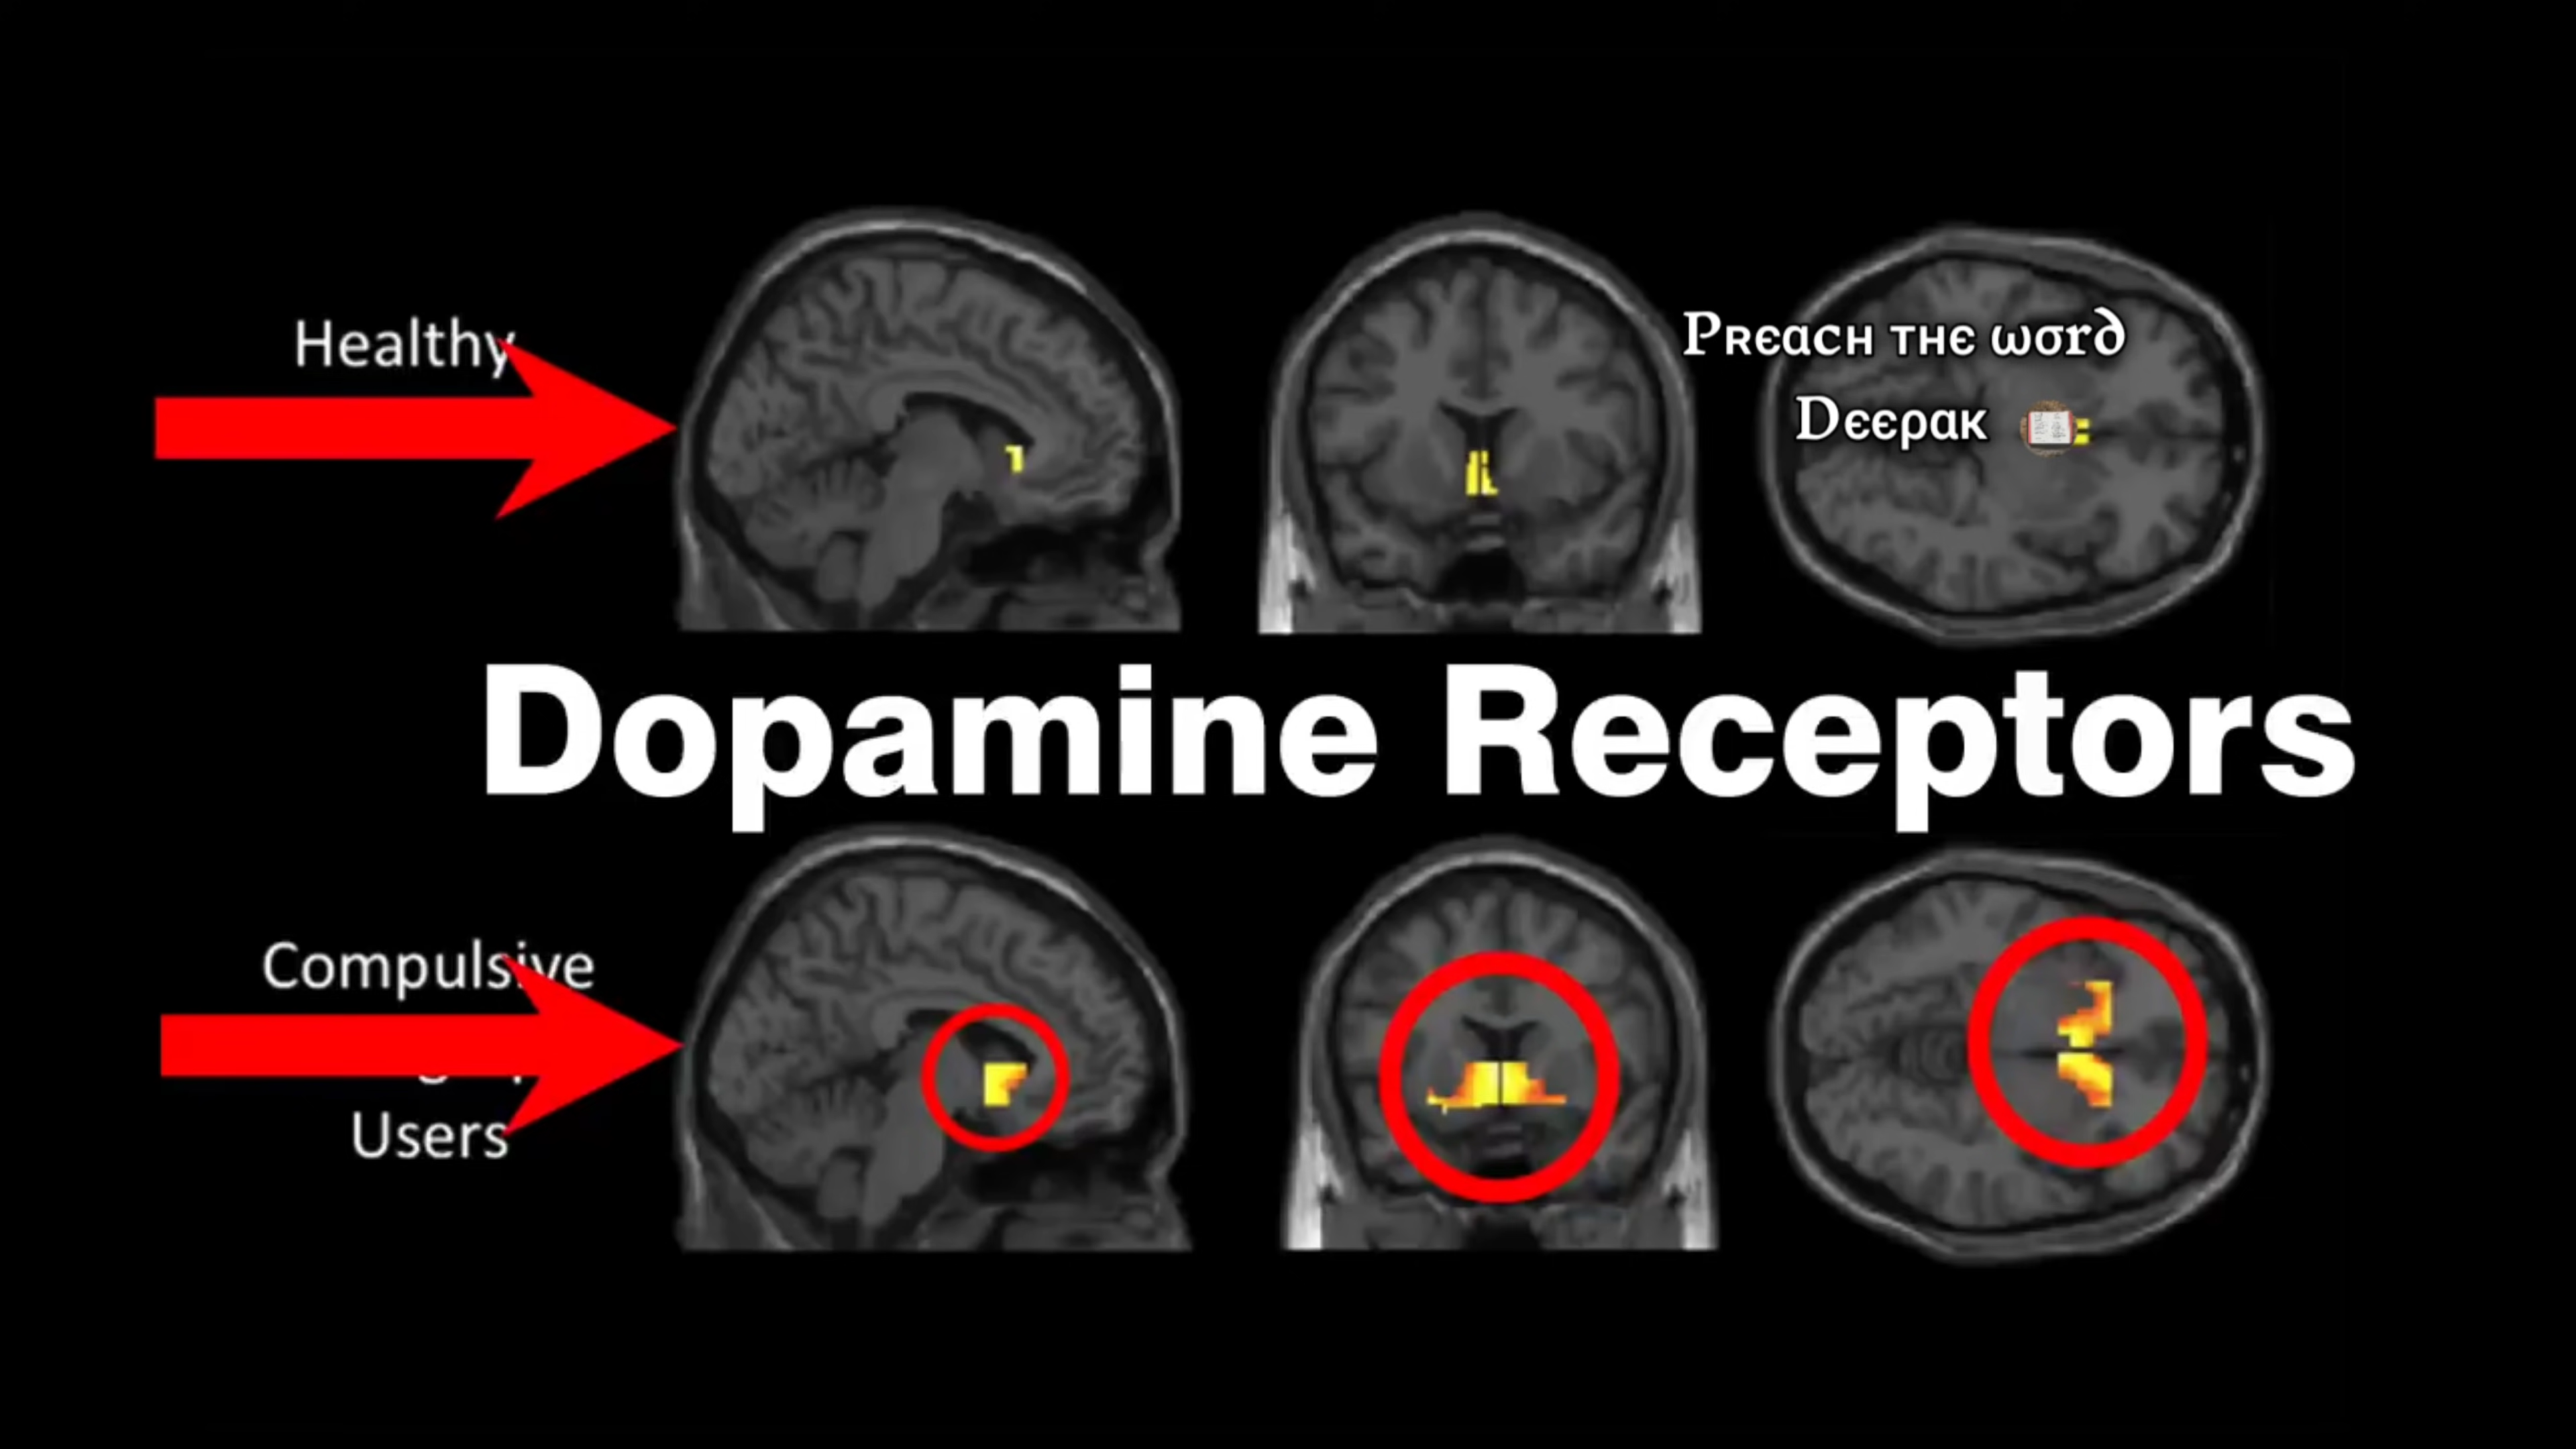 Healthy
Preach the word
Deepak
Dopamine Receptors
Compulsive
Users